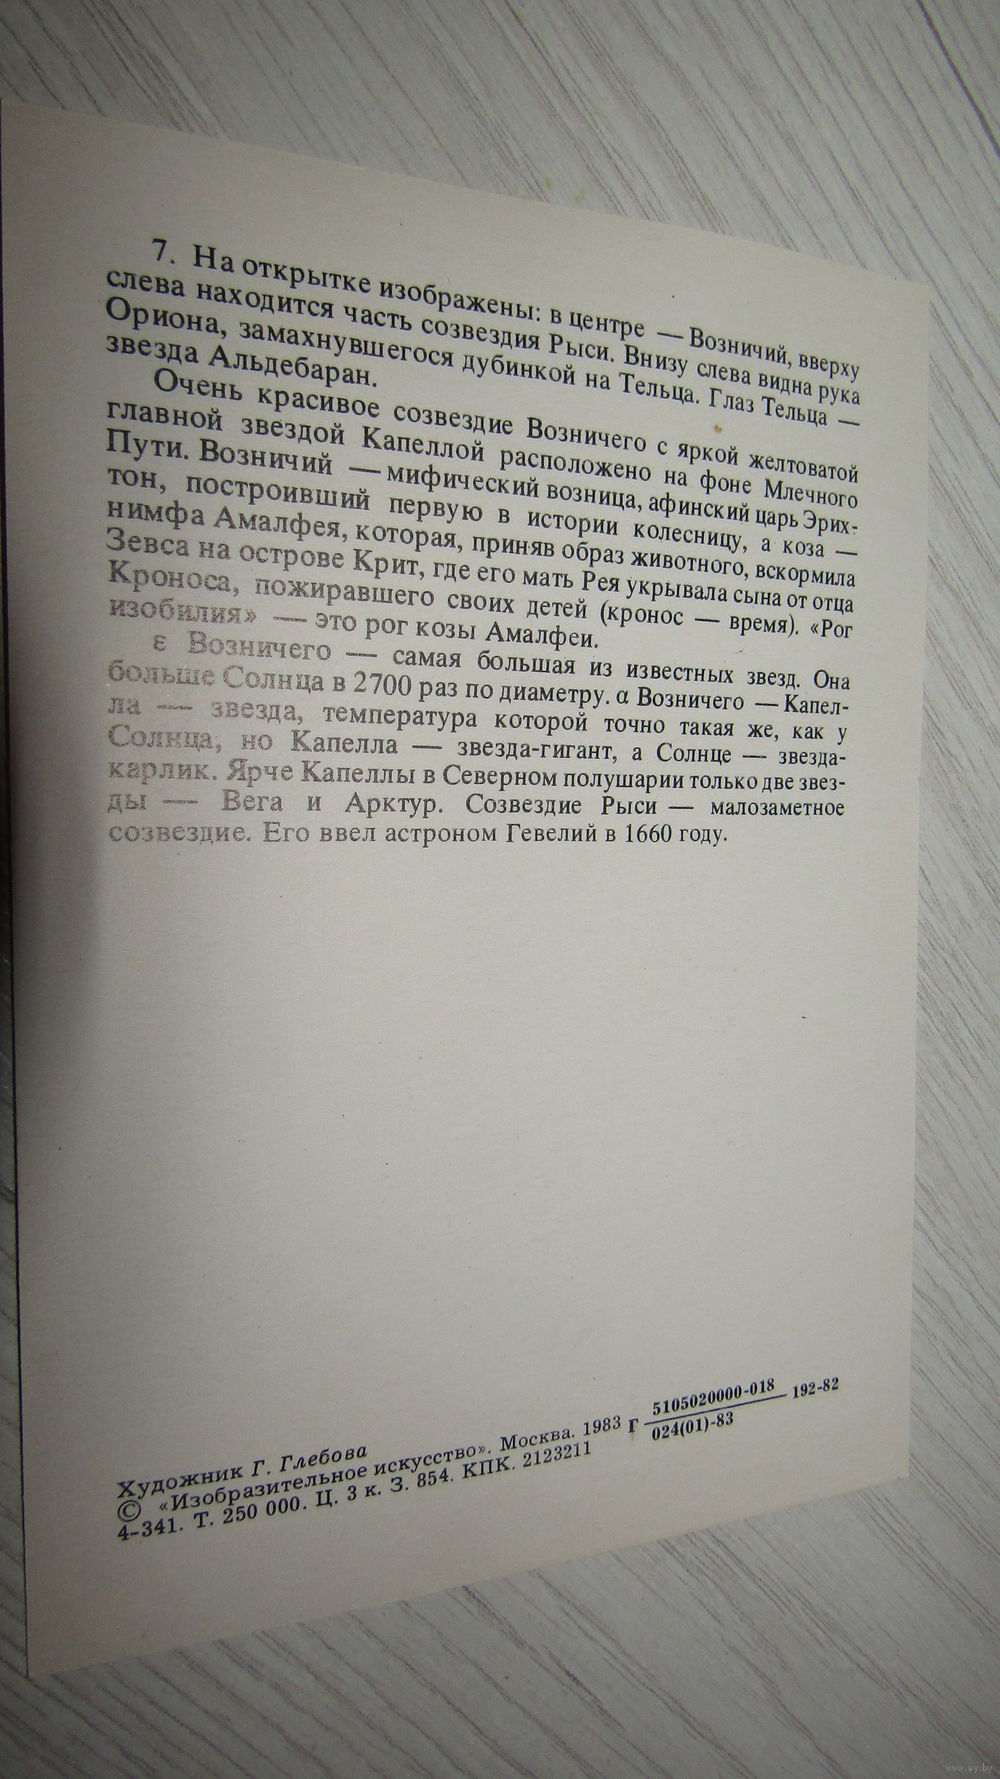 7. На открытке изображены: в центре — Возничий, вверху
слева находится часть созвездия Рыси. Внизу слева видна рука
Ориона, замахнувшегося дубинкой на Тельца. Глаз Тельца —
звезда Альдебаран.
Очень красивое созвездие Возничего с яркой желтоватой
главной звездой Капеллой расположено на фоне Млечного
Пути. Возничий — мифический возница, афинский царь Эрих-
тон, построивший первую в истории колесницу, а коза —
нимфа Амалфея, которая, приняв образ животного, вскормила
Зевса на острове Крит, где его мать Рея укрывала сына от отца
Кроноса, пожиравшего своих детей (кронос — время). «Рог
изобилия» — это рог козы Амалфеи.
ε Возничего — самая большая из известных звезд. Она
больше Солнца в 2700 раз по диаметру. α Возничего — Капел-
ла — звезда, температура которой точно такая же, как у
Солнца, но Капелла — звезда-гигант, а Солнце — звезда-
карлик. Ярче Капеллы в Северном полушарии только две звез-
ды — Вега и Арктур. Созвездие Рыси — малозаметное
созвездие. Его ввел астроном Гевелий в 1660 году.
Художник Г. Глебова
© «Изобразительное искусство». Москва. 1983 Г 5105020000-018 192-82
024(01)-83
4-341. Т. 250 000. Ц. 3 к. З. 854. КПК. 2123211
www.ay.by